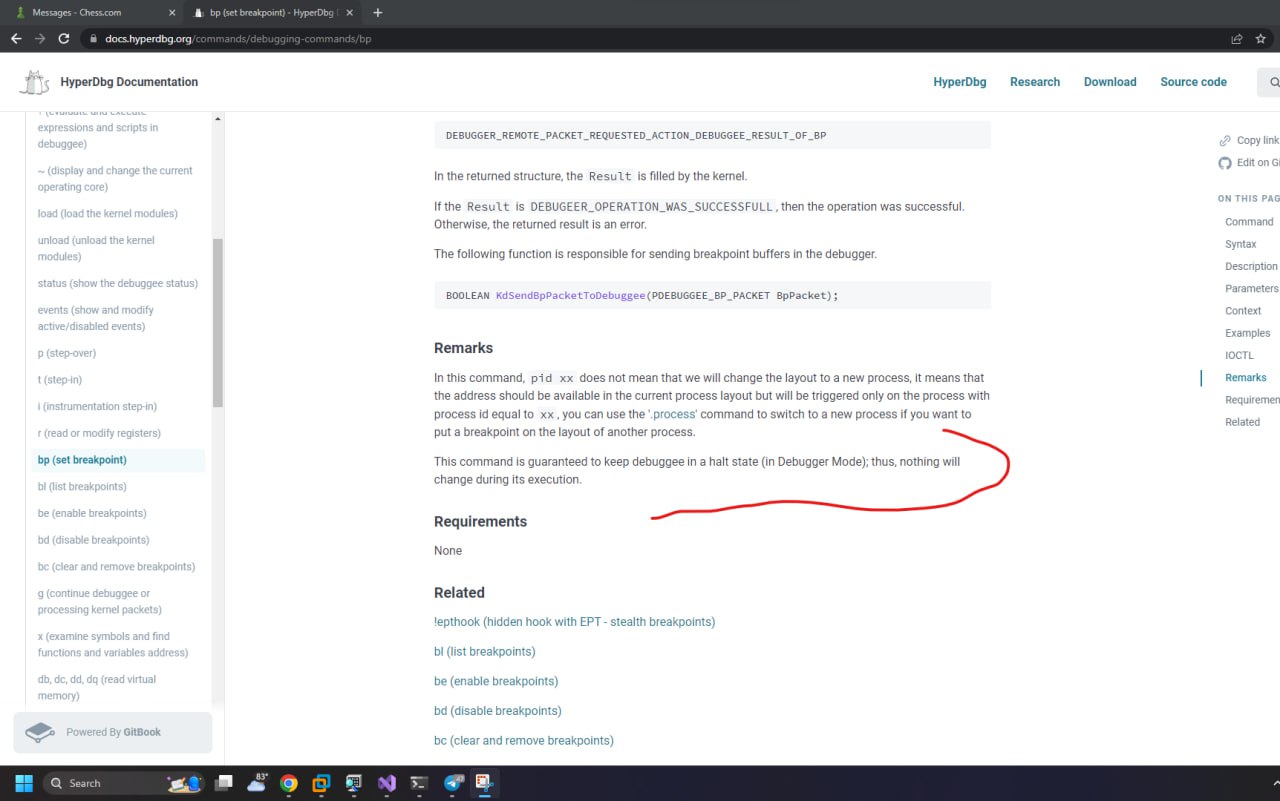 Messages - Chess.com
bp (set breakpoint) - HyperDbg
docs.hyperdbg.org/commands/debugging-commands/bp
HyperDbg Documentation
HyperDbg Research Download Source code
! (evaluate and execute
expressions and scripts in
debuggee)
~ (display and change the current
operating core)
load (load the kernel modules)
unload (unload the kernel
modules)
status (show the debuggee status)
events (show and modify
active/disabled events)
p (step-over)
t (step-in)
i (instrumentation step-in)
r (read or modify registers)
bp (set breakpoint)
bl (list breakpoints)
be (enable breakpoints)
bd (disable breakpoints)
bc (clear and remove breakpoints)
g (continue debuggee or
processing kernel packets)
x (examine symbols and find
functions and variables address)
db, dc, dd, dq (read virtual
memory)
Powered By GitBook
DEBUGGER_REMOTE_PACKET_REQUESTED_ACTION_DEBUGGEE_RESULT_OF_BP
In the returned structure, the Result is filled by the kernel.
If the Result is DEBUGEER_OPERATION_WAS_SUCCESSFULL, then the operation was successful.
Otherwise, the returned result is an error.
The following function is responsible for sending breakpoint buffers in the debugger.
BOOLEAN KdSendBpPacketToDebuggee(PDEBUGGEE_BP_PACKET BpPacket);
Remarks
In this command, pid xx does not mean that we will change the layout to a new process, it means that
the address should be available in the current process layout but will be triggered only on the process with
process id equal to xx, you can use the '.process' command to switch to a new process if you want to
put a breakpoint on the layout of another process.
This command is guaranteed to keep debuggee in a halt state (in Debugger Mode); thus, nothing will
change during its execution.
Requirements
None
Related
!epthook (hidden hook with EPT - stealth breakpoints)
bl (list breakpoints)
be (enable breakpoints)
bd (disable breakpoints)
bc (clear and remove breakpoints)
Copy link
Edit on Gi
ON THIS PAG
Command
Syntax
Description
Parameters
Context
Examples
IOCTL
Remarks
Requiremen
Related
Search
83°